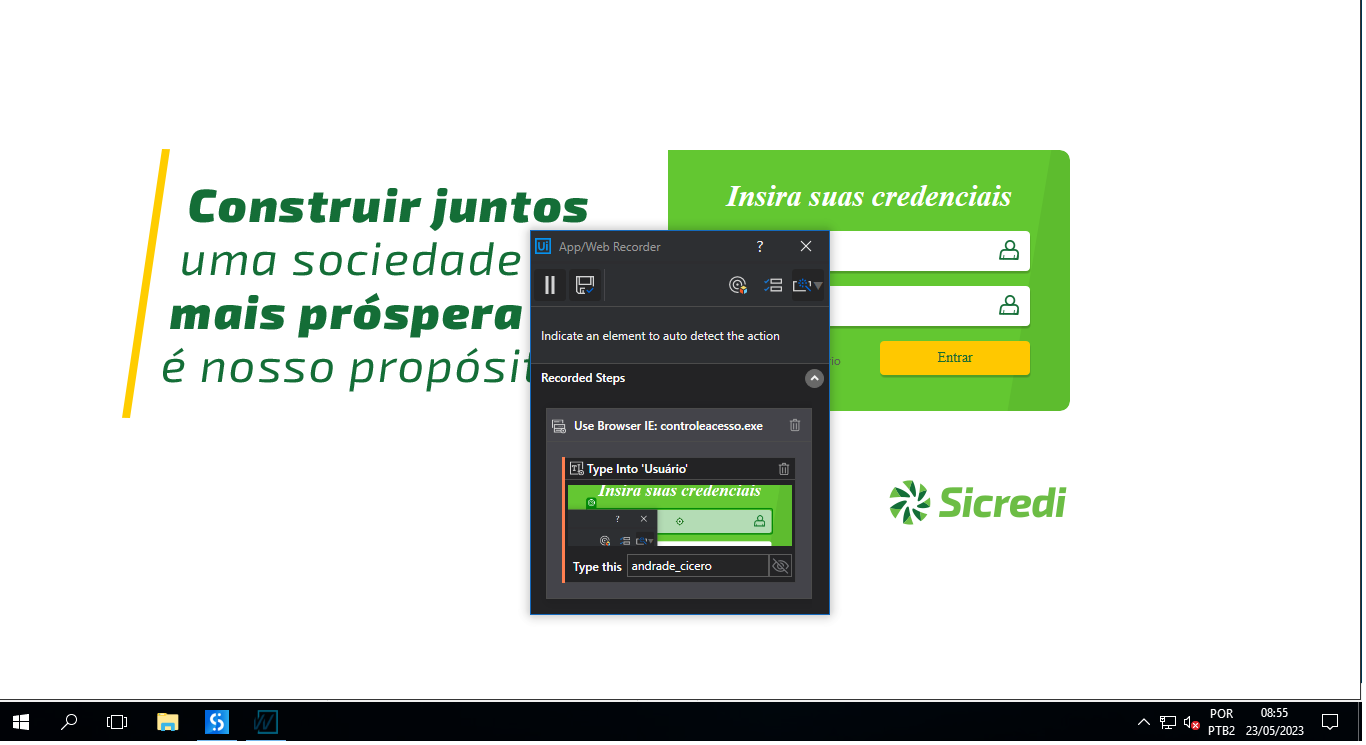 Construir juntos
uma sociedade
mais próspera
é nosso propósit
Insira suas credenciais
Entrar
Ui App/Web Recorder ?
Indicate an element to auto detect the action
Recorded Steps
Use Browser IE: controleacesso.exe
Type Into 'Usuário'
Insira suas credenciais
?
Type this andrade_cicero
Sicredi
POR
PTB2
08:55
23/05/2023